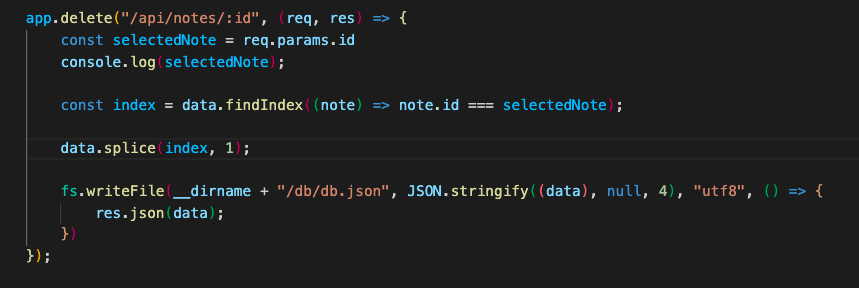 app.delete("/api/notes/:id", (req, res) => {
const selectedNote = req.params.id
console.log(selectedNote);
const index = data.findIndex((note) => note.id === selectedNote);
data.splice(index, 1);
fs.writeFile(__dirname + "/db/db.json", JSON.stringify((data), null, 4), "utf8", () => {
res.json(data);
})
});